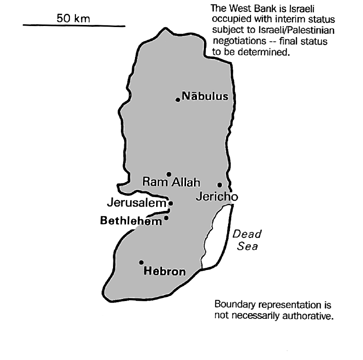 50 km
The West Bank is Israeli
occupied with interim status
subject to Israeli/Palestinian
negotiations -- final status
to be determined.
Nābulus
Ram Allah
Jericho
Jerusalem
Bethlehem
Dead
Sea
Hebron
Boundary representation is
not necessarily authorative.